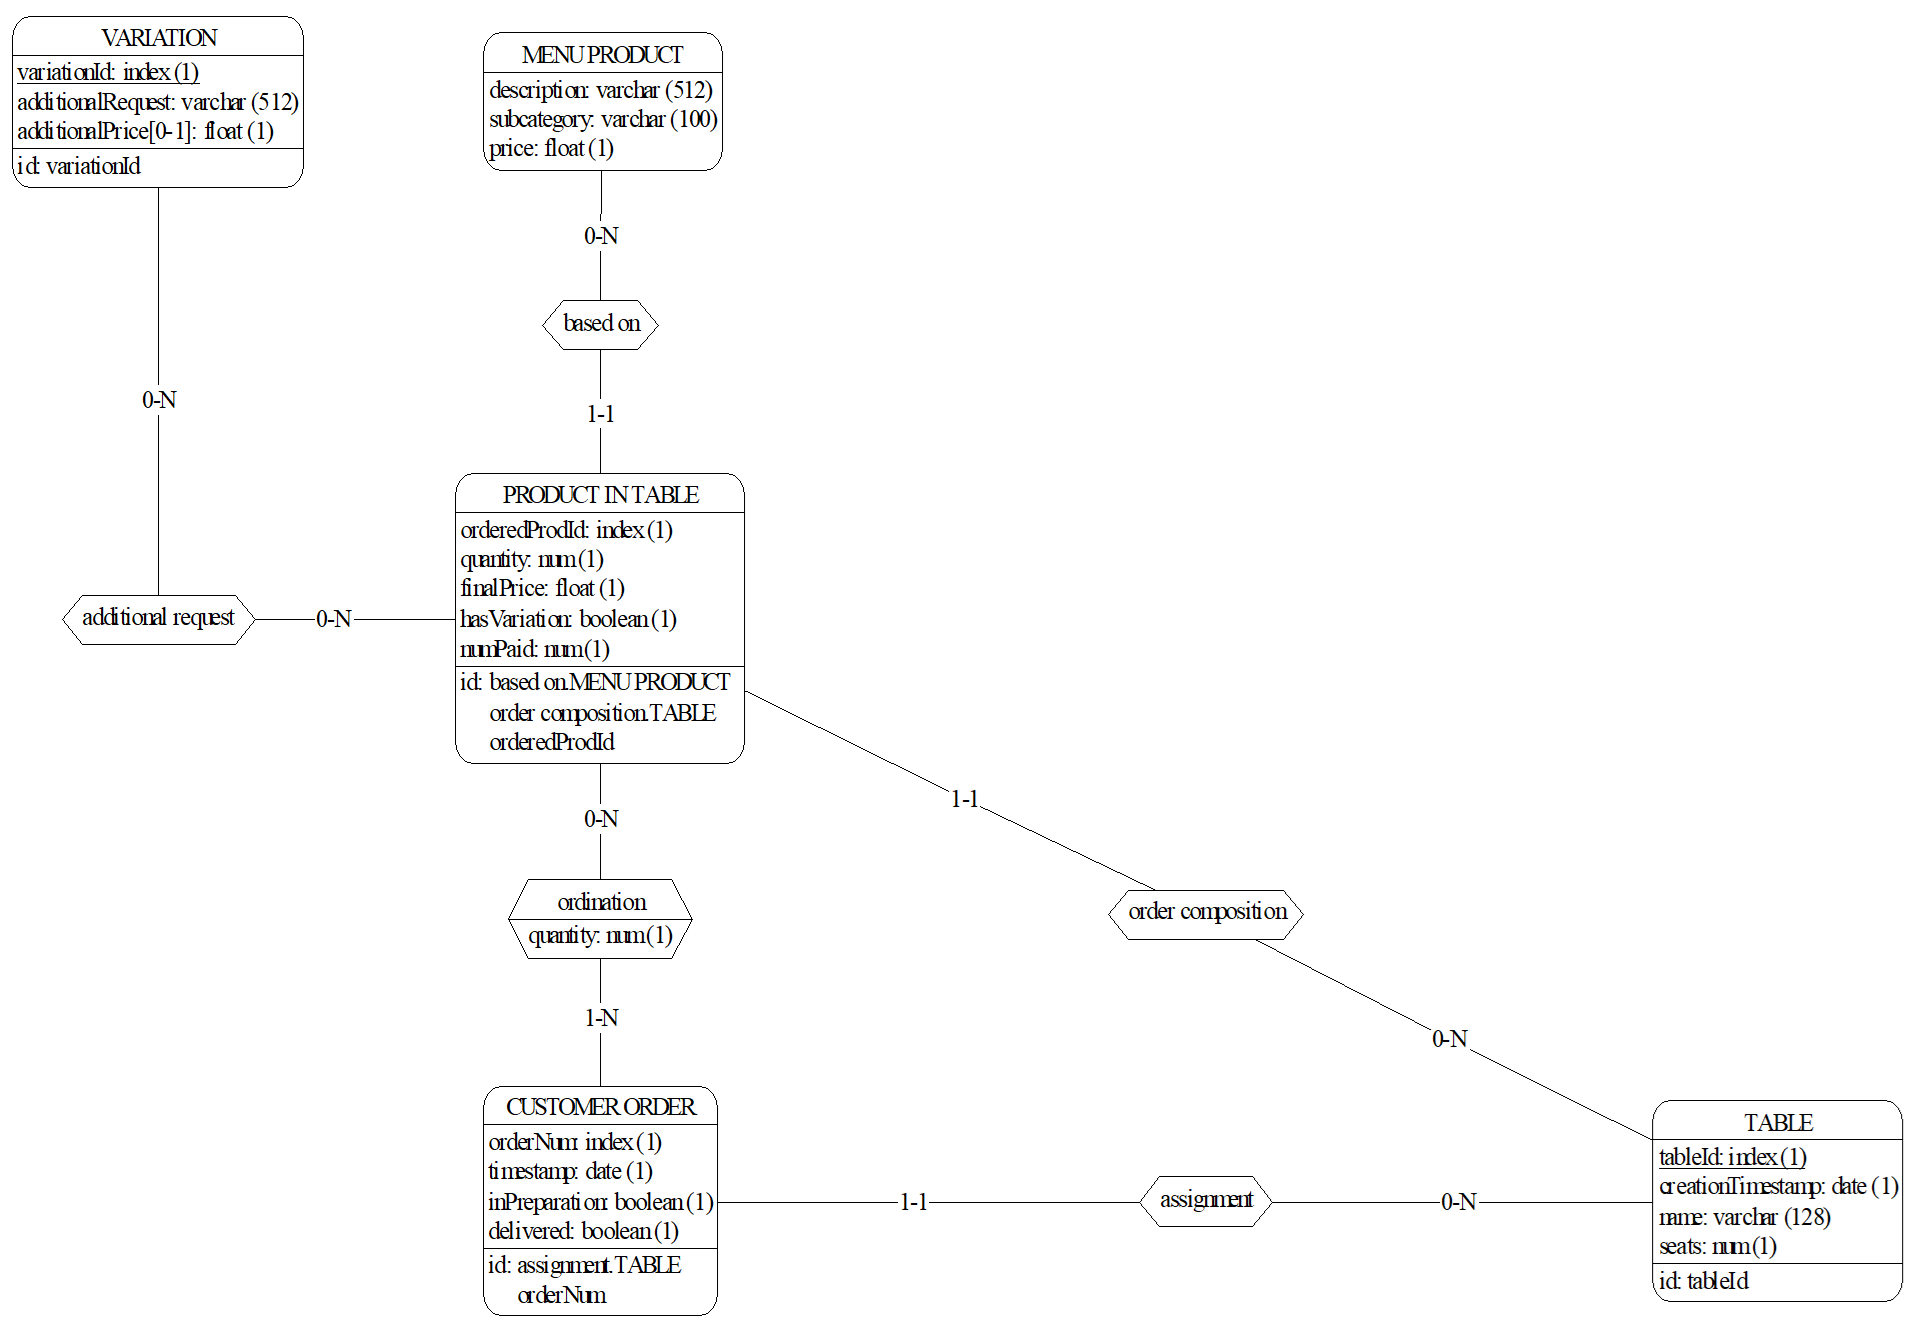 VARIATION
variationId: index (1)
additionalRequest: varchar (512)
additionalPrice[0-1]: float (1)
id: variationId
MENU PRODUCT
description: varchar (512)
subcategory: varchar (100)
price: float (1)
0-N
based on
1-1
0-N
PRODUCT IN TABLE
orderedProdId: index (1)
quantity: num (1)
finalPrice: float (1)
hasVariation: boolean (1)
numPaid: num (1)
id: based on.MENU PRODUCT
order composition.TABLE
orderedProdId
additional request
0-N
0-N
1-1
ordination
quantity: num (1)
order composition
1-N
0-N
CUSTOMER ORDER
orderNum: index (1)
timestamp: date (1)
inPreparation: boolean (1)
delivered: boolean (1)
id: assignment.TABLE
orderNum
1-1
assignment
0-N
TABLE
tableId: index (1)
creationTimestamp: date (1)
name: varchar (128)
seats: num (1)
id: tableId